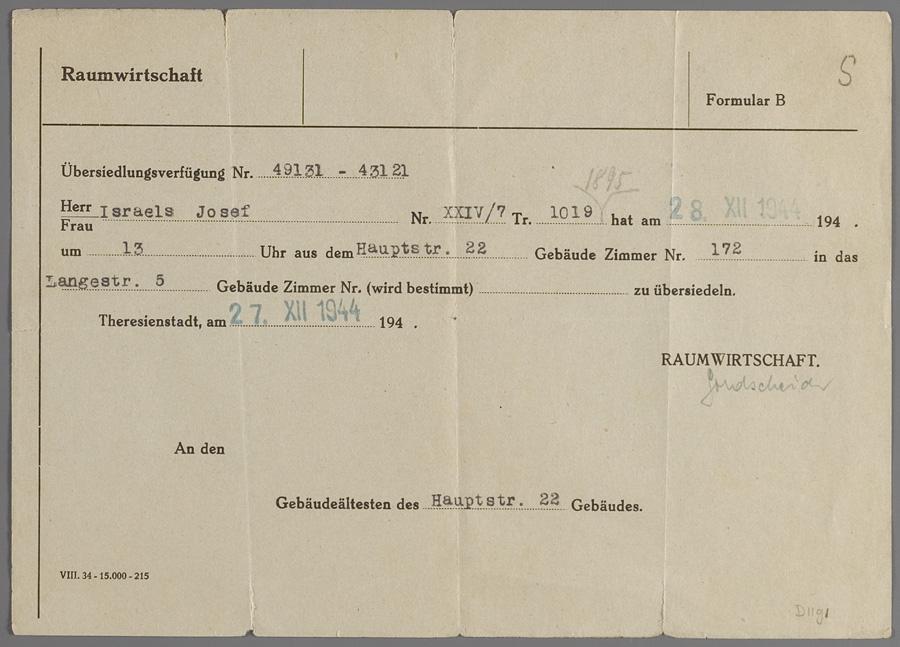 Raumwirtschaft
S
Formular B
Übersiedlungsverfügung Nr. 49131 - 43121
1895
Herr Frau Israels Josef Nr. XXIV/7 Tr. 1019 hat am 28. XII 1944 194 .
um 13 Uhr aus dem Hauptstr. 22 Gebäude Zimmer Nr. 172 in das
Langestr. 5 Gebäude Zimmer Nr. (wird bestimmt) zu übersiedeln.
Theresienstadt, am 27. XII 1944 194 .
RAUMWIRTSCHAFT.
An den
Gebäudeältesten des Hauptstr. 22 Gebäudes.
VIII. 34 - 15.000 - 215